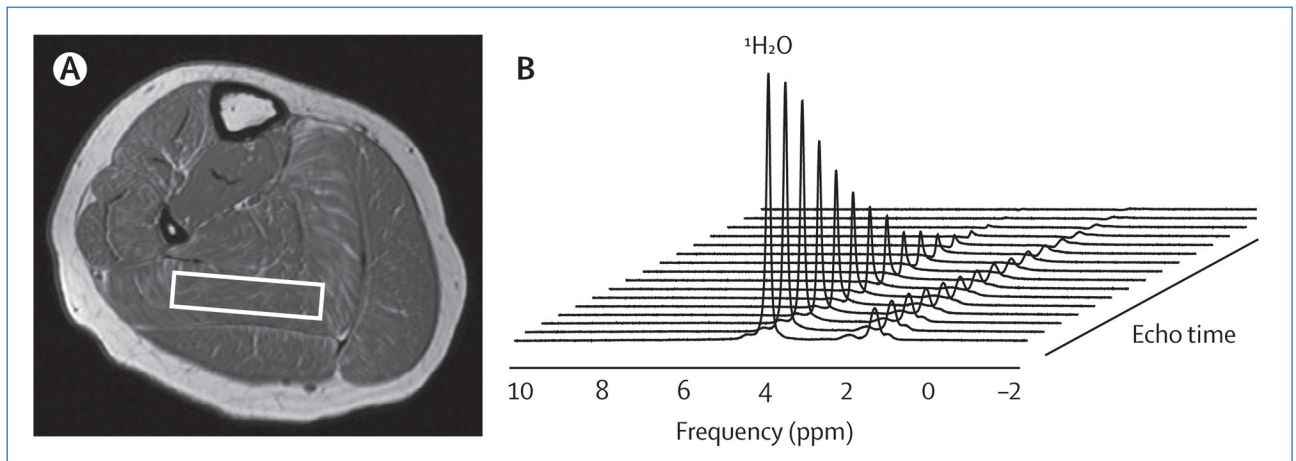 A
B
¹H₂O
Echo time
10 8 6 4 2 0 –2
Frequency (ppm)